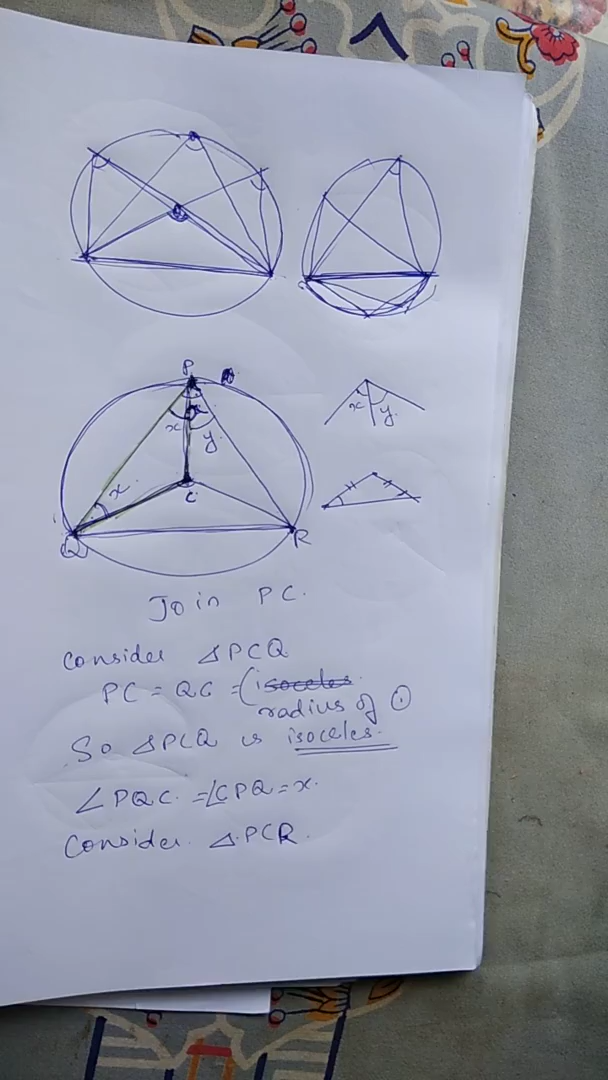 P
x
y
x
y
x
C
Q
R
Join PC.
Consider △PCQ
PC = QC = (isoceles
radius of ⊙
So △PCQ is isoceles.
∠PQC = ∠CPQ = x.
Consider △PCR.